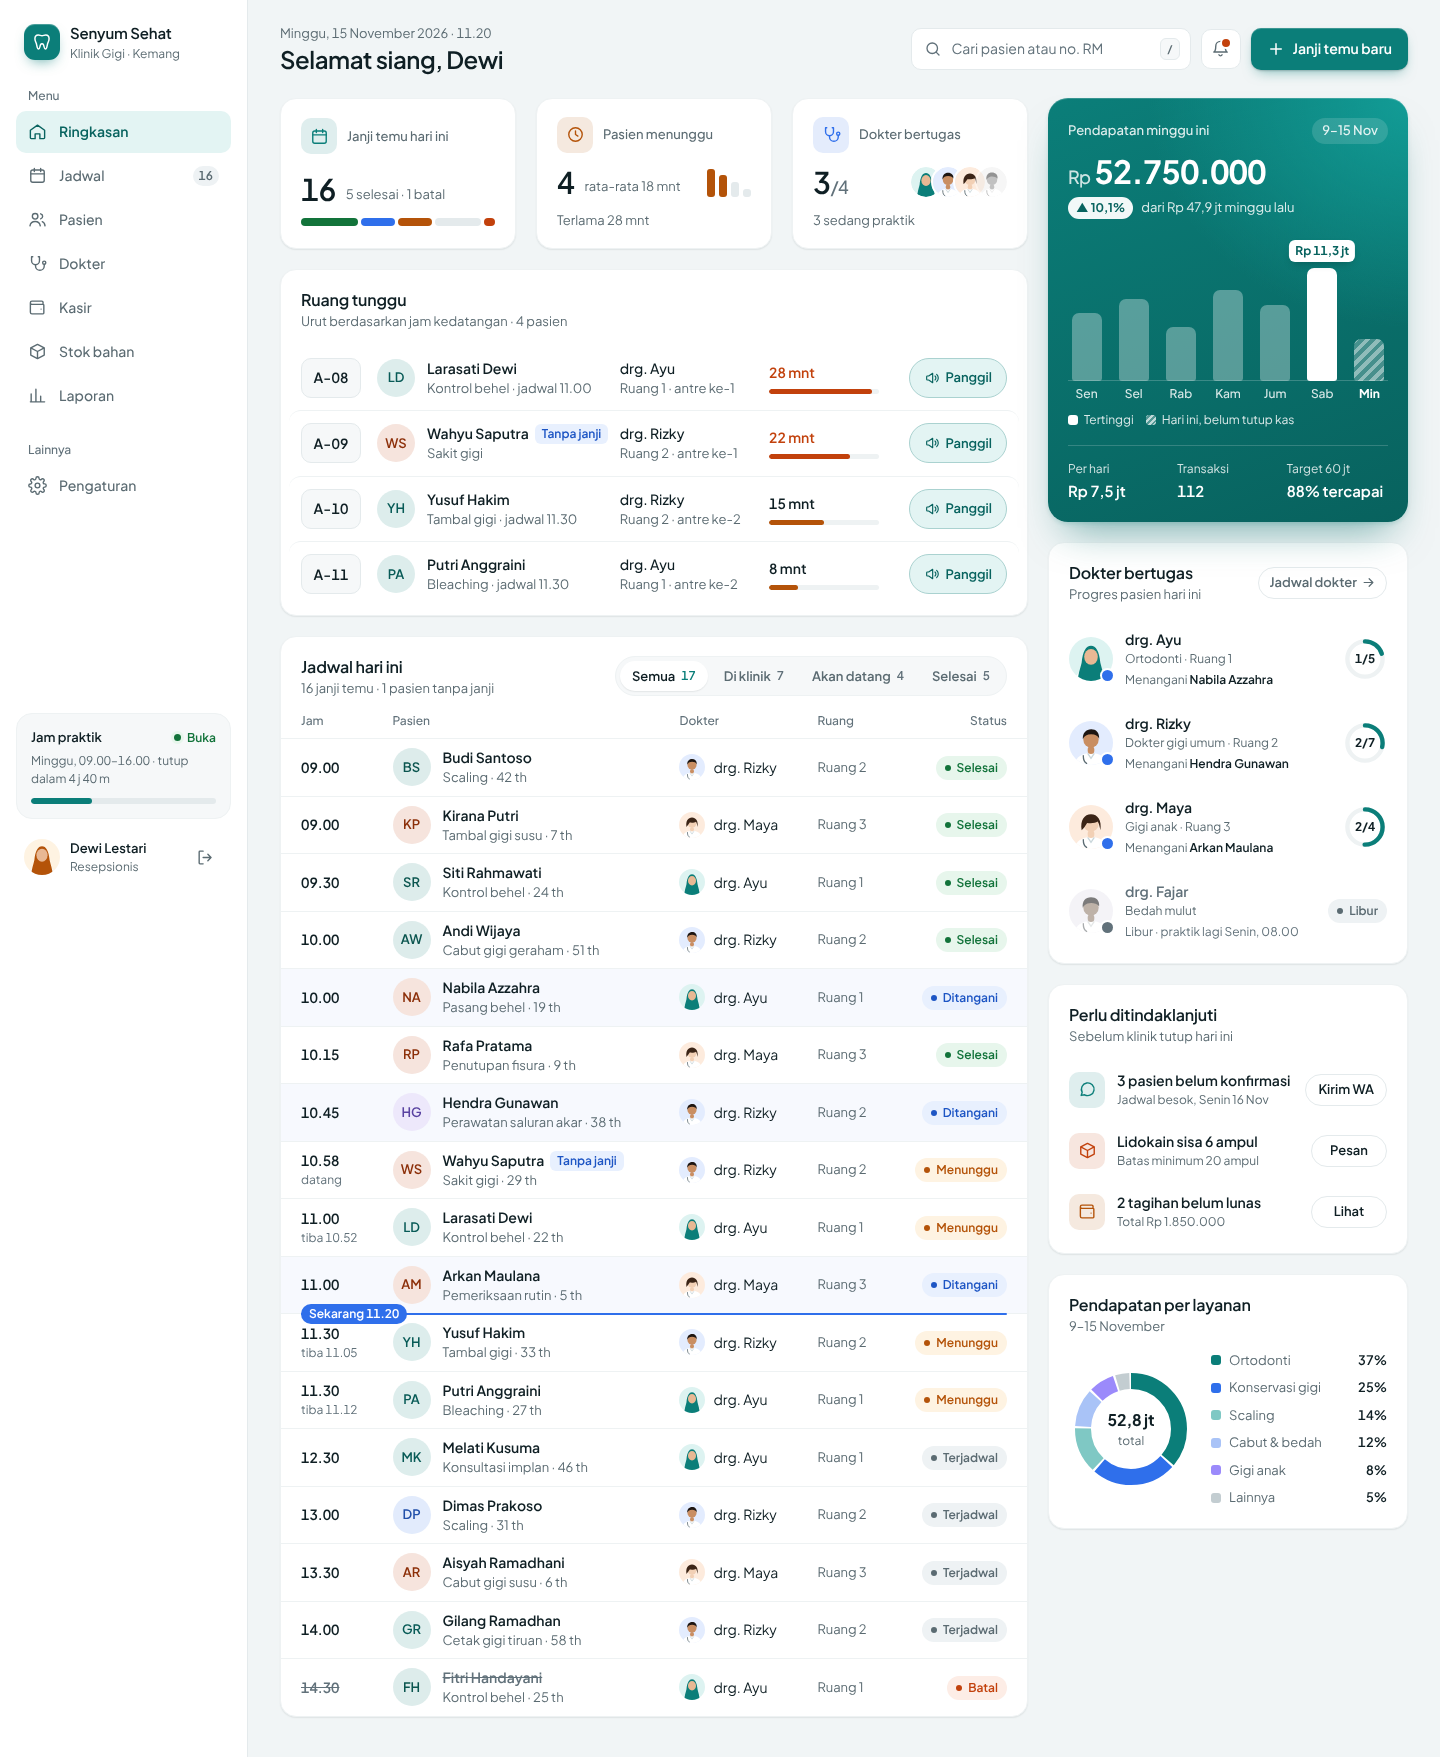 Senyum Sehat
Klinik Gigi · Kemang
Menu
Ringkasan
Jadwal 16
Pasien
Dokter
Kasir
Stok bahan
Laporan
Lainnya
Pengaturan
Jam praktik
Buka
Minggu, 09.00–16.00 · tutup
dalam 4 j 40 m
Dewi Lestari
Resepsionis
Minggu, 15 November 2026 · 11.20
Selamat siang, Dewi
Cari pasien atau no. RM /
Janji temu baru
Janji temu hari ini
16 5 selesai · 1 batal
Pasien menunggu
4 rata-rata 18 mnt
Terlama 28 mnt
Dokter bertugas
3/4
3 sedang praktik
Ruang tunggu
Urut berdasarkan jam kedatangan · 4 pasien
A-08 LD Larasati Dewi drg. Ayu 28 mnt Panggil
Kontrol behel · jadwal 11.00 Ruang 1 · antre ke-1
A-09 WS Wahyu Saputra Tanpa janji drg. Rizky 22 mnt Panggil
Sakit gigi Ruang 2 · antre ke-1
A-10 YH Yusuf Hakim drg. Rizky 15 mnt Panggil
Tambal gigi · jadwal 11.30 Ruang 2 · antre ke-2
A-11 PA Putri Anggraini drg. Ayu 8 mnt Panggil
Bleaching · jadwal 11.30 Ruang 1 · antre ke-2
Jadwal hari ini
16 janji temu · 1 pasien tanpa janji
Semua 17 Di klinik 7 Akan datang 4 Selesai 5
Jam Pasien Dokter Ruang Status
09.00 BS Budi Santoso drg. Rizky Ruang 2 Selesai
Scaling · 42 th
09.00 KP Kirana Putri drg. Maya Ruang 3 Selesai
Tambal gigi susu · 7 th
09.30 SR Siti Rahmawati drg. Ayu Ruang 1 Selesai
Kontrol behel · 24 th
10.00 AW Andi Wijaya drg. Rizky Ruang 2 Selesai
Cabut gigi geraham · 51 th
10.00 NA Nabila Azzahra drg. Ayu Ruang 1 Ditangani
Pasang behel · 19 th
10.15 RP Rafa Pratama drg. Maya Ruang 3 Selesai
Penutupan fisura · 9 th
10.45 HG Hendra Gunawan drg. Rizky Ruang 2 Ditangani
Perawatan saluran akar · 38 th
10.58 WS Wahyu Saputra Tanpa janji drg. Rizky Ruang 2 Menunggu
datang Sakit gigi · 29 th
11.00 LD Larasati Dewi drg. Ayu Ruang 1 Menunggu
tiba 10.52 Kontrol behel · 22 th
11.00 AM Arkan Maulana drg. Maya Ruang 3 Ditangani
Pemeriksaan rutin · 5 th
Sekarang 11.20
11.30 YH Yusuf Hakim drg. Rizky Ruang 2 Menunggu
tiba 11.05 Tambal gigi · 33 th
11.30 PA Putri Anggraini drg. Ayu Ruang 1 Menunggu
tiba 11.12 Bleaching · 27 th
12.30 MK Melati Kusuma drg. Ayu Ruang 1 Terjadwal
Konsultasi implan · 46 th
13.00 DP Dimas Prakoso drg. Rizky Ruang 2 Terjadwal
Scaling · 31 th
13.30 AR Aisyah Ramadhani drg. Maya Ruang 3 Terjadwal
Cabut gigi susu · 6 th
14.00 GR Gilang Ramadhan drg. Rizky Ruang 2 Terjadwal
Cetak gigi tiruan · 58 th
14.30 FH Fitri Handayani drg. Ayu Ruang 1 Batal
Kontrol behel · 25 th
Pendapatan minggu ini 9–15 Nov
Rp 52.750.000
▲ 10,1% dari Rp 47,9 jt minggu lalu
Rp 11,3 jt
Sen Sel Rab Kam Jum Sab Min
Tertinggi Hari ini, belum tutup kas
Per hari Transaksi Target 60 jt
Rp 7,5 jt 112 88% tercapai
Dokter bertugas
Progres pasien hari ini
Jadwal dokter →
drg. Ayu
Ortodonti · Ruang 1
Menangani Nabila Azzahra
1/5
drg. Rizky
Dokter gigi umum · Ruang 2
Menangani Hendra Gunawan
2/7
drg. Maya
Gigi anak · Ruang 3
Menangani Arkan Maulana
2/4
drg. Fajar
Bedah mulut
Libur · praktik lagi Senin, 08.00
Libur
Perlu ditindaklanjuti
Sebelum klinik tutup hari ini
3 pasien belum konfirmasi
Jadwal besok, Senin 16 Nov
Kirim WA
Lidokain sisa 6 ampul
Batas minimum 20 ampul
Pesan
2 tagihan belum lunas
Total Rp 1.850.000
Lihat
Pendapatan per layanan
9–15 November
52,8 jt
total
Ortodonti 37%
Konservasi gigi 25%
Scaling 14%
Cabut & bedah 12%
Gigi anak 8%
Lainnya 5%